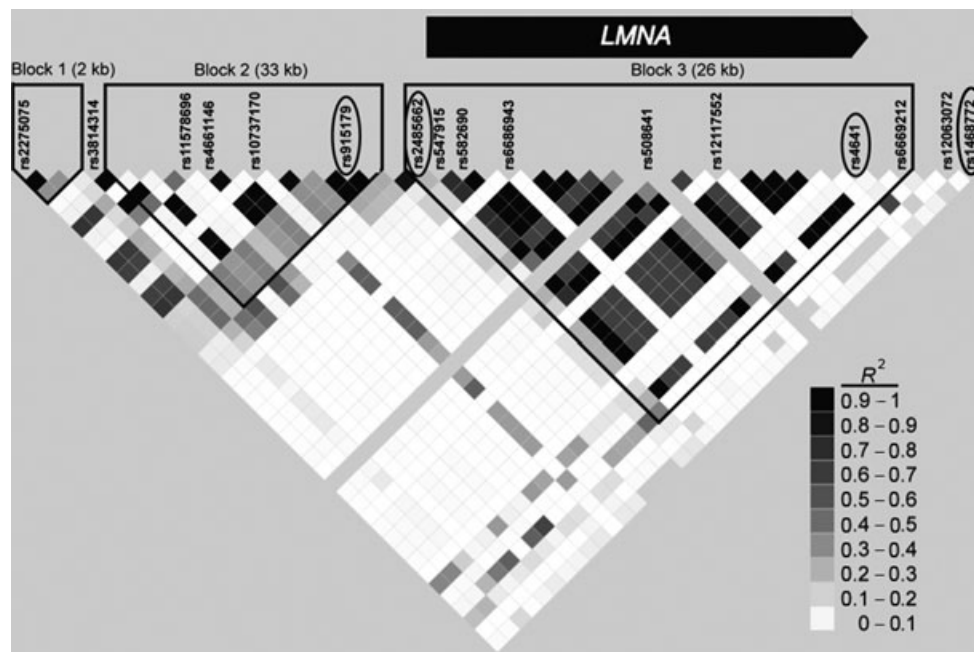 LMNA
Block 1 (2 kb)
Block 2 (33 kb)
Block 3 (26 kb)
rs2275075
rs3814314
rs11578696
rs4661146
rs10737170
rs915179
rs2485662
rs547915
rs582690
rs6686943
rs508641
rs12117552
rs4641
rs6669212
rs12063072
rs1468772
R²
0.9 – 1
0.8 – 0.9
0.7 – 0.8
0.6 – 0.7
0.5 – 0.6
0.4 – 0.5
0.3 – 0.4
0.2 – 0.3
0.1 – 0.2
0 – 0.1